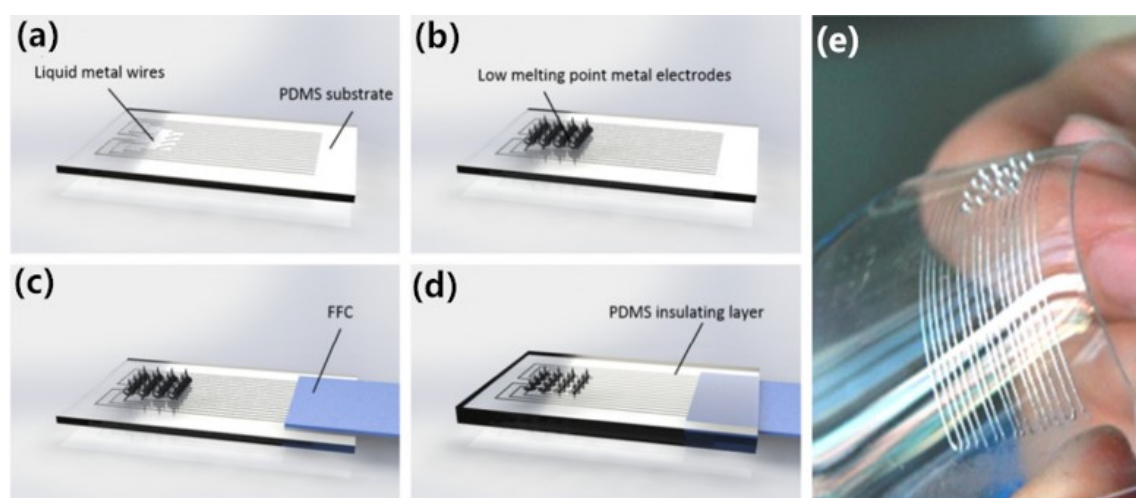 (a)
Liquid metal wires
PDMS substrate
(b)
Low melting point metal electrodes
(c)
FFC
(d)
PDMS insulating layer
(e)